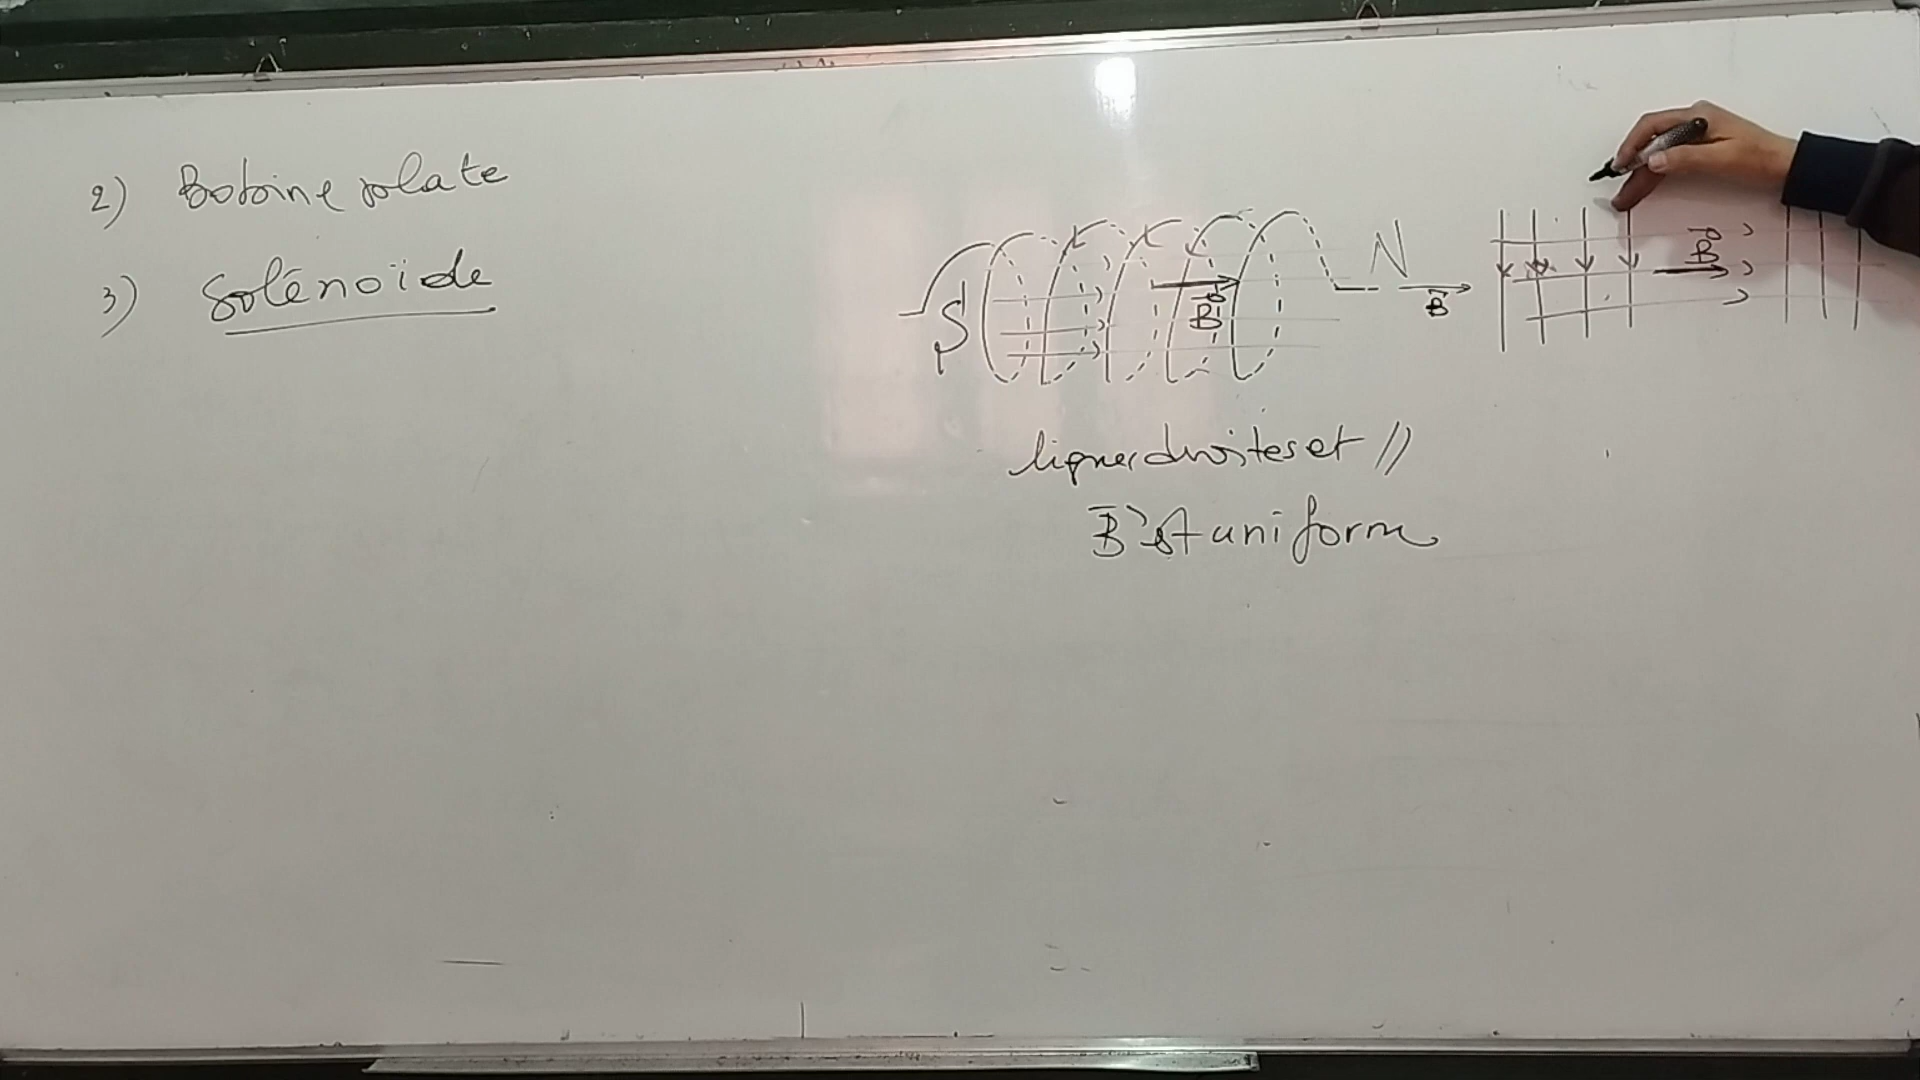 2) Bobine plate
3) Solénoïde
S
B⃗
N
B⃗
B⃗
lignes droites et //
B⃗ est uniforme